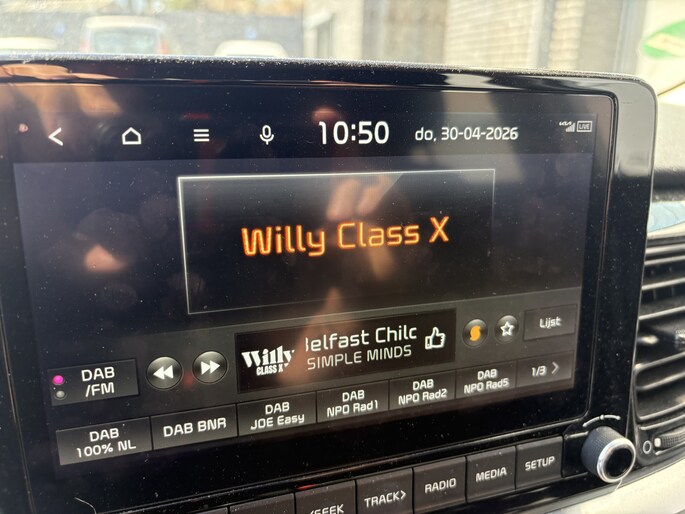 10:50 do, 30-04-2026 LIVE
Willy Class X
Willy
CLASS X
Belfast Chilc
SIMPLE MINDS
Lijst
DAB
/FM
DAB
100% NL
DAB BNR
DAB
JOE Easy
DAB
NPO Rad1
DAB
NPO Rad2
DAB
NPO Rad5
1/3 >
<SEEK
TRACK>
RADIO
MEDIA
SETUP